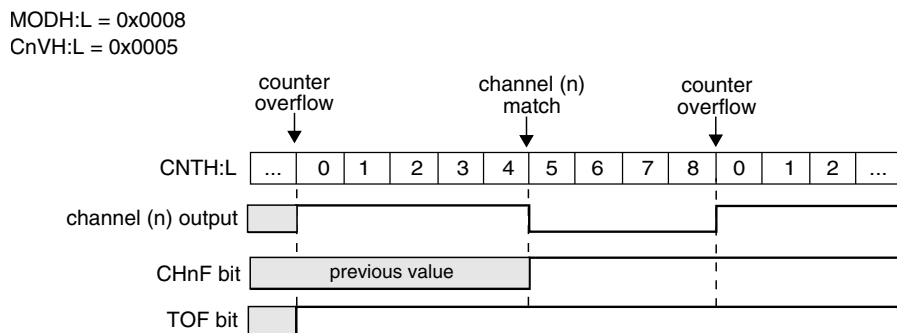 MODH:L = 0x0008
CnVH:L = 0x0005
counter overflow
channel (n) match
counter overflow
CNTH:L ... 0 1 2 3 4 5 6 7 8 0 1 2 ...
channel (n) output
CHnF bit previous value
TOF bit